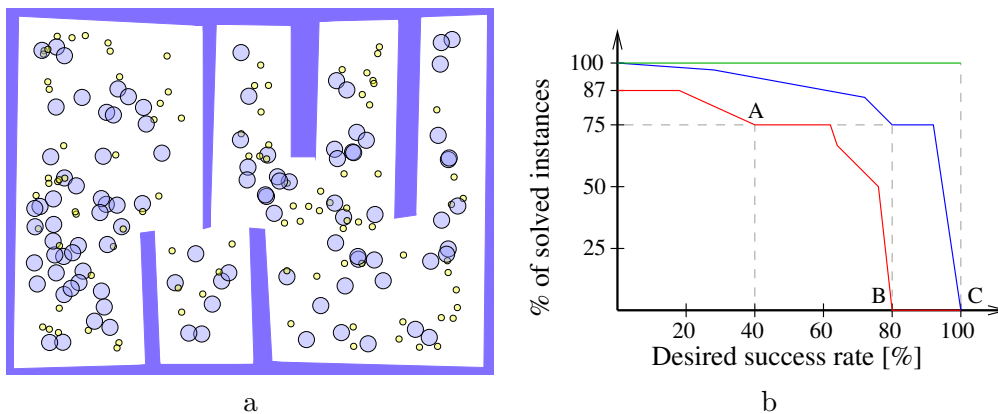 100
87
75
50
25
% of solved instances
A
B
C
20
40
60
80
100
Desired success rate [%]
a
b